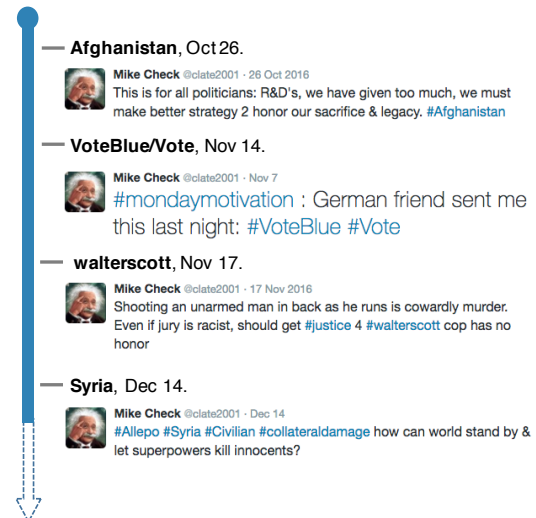 Afghanistan, Oct 26.
Mike Check @clate2001 · 26 Oct 2016
This is for all politicians: R&D's, we have given too much, we must
make better strategy 2 honor our sacrifice & legacy. #Afghanistan
VoteBlue/Vote, Nov 14.
Mike Check @clate2001 · Nov 7
#mondaymotivation : German friend sent me
this last night: #VoteBlue #Vote
walterscott, Nov 17.
Mike Check @clate2001 · 17 Nov 2016
Shooting an unarmed man in back as he runs is cowardly murder.
Even if jury is racist, should get #justice 4 #walterscott cop has no
honor
Syria, Dec 14.
Mike Check @clate2001 · Dec 14
#Allepo #Syria #Civilian #collateraldamage how can world stand by &
let superpowers kill innocents?